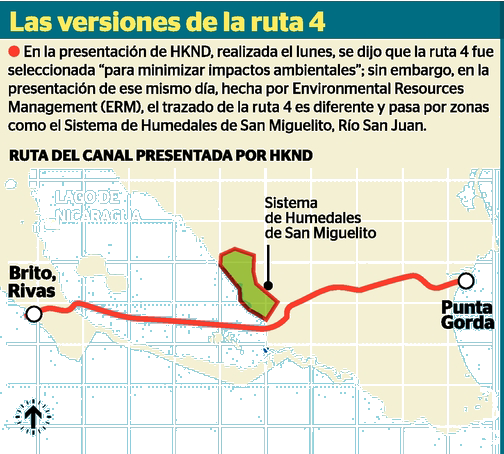 Las versiones de la ruta 4
En la presentación de HKND, realizada el lunes, se dijo que la ruta 4 fue
seleccionada “para minimizar impactos ambientales”; sin embargo, en la
presentación de ese mismo día, hecha por Environmental Resources
Management (ERM), el trazado de la ruta 4 es diferente y pasa por zonas
como el Sistema de Humedales de San Miguelito, Río San Juan.
RUTA DEL CANAL PRESENTADA POR HKND
LAGO DE
NICARAGUA
Sistema
de Humedales
de San Miguelito
Brito,
Rivas
Punta
Gorda